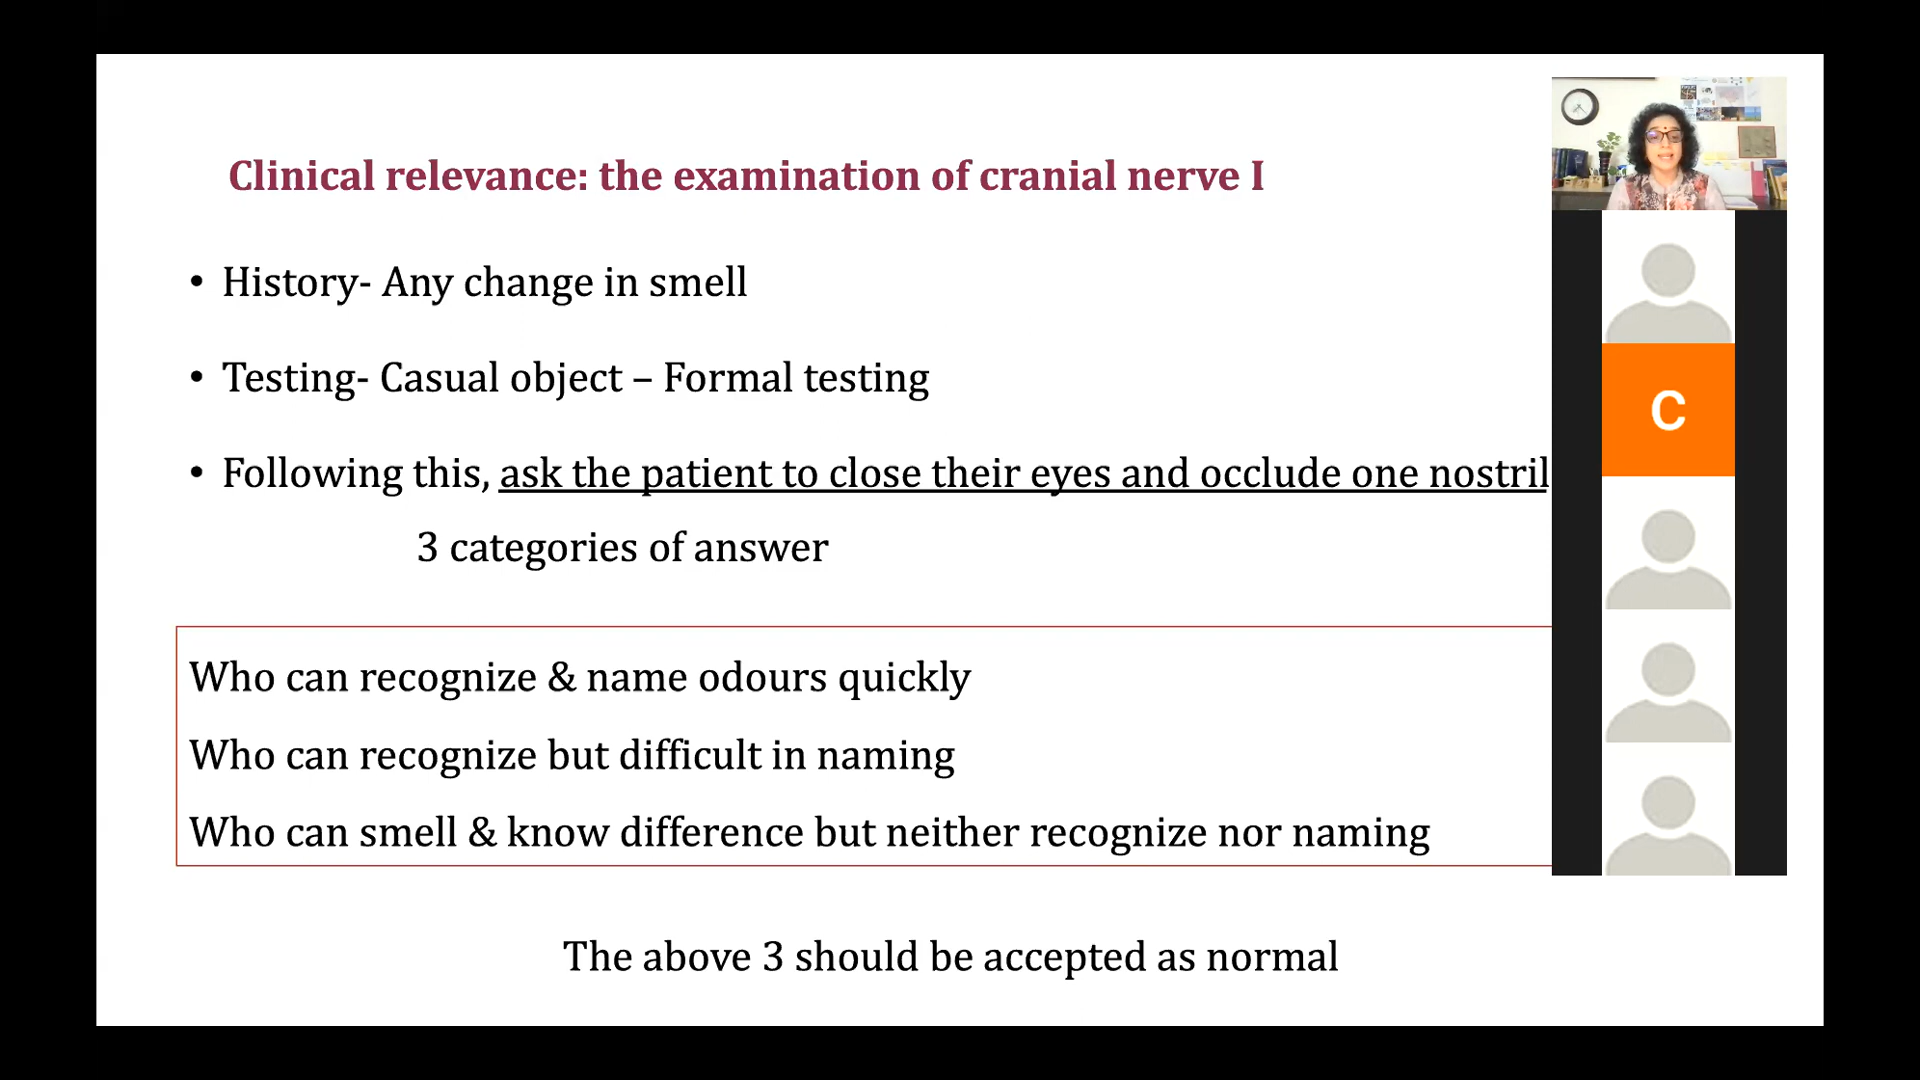 Clinical relevance: the examination of cranial nerve I
• History- Any change in smell
• Testing- Casual object – Formal testing
• Following this, ask the patient to close their eyes and occlude one nostril
3 categories of answer
Who can recognize & name odours quickly
Who can recognize but difficult in naming
Who can smell & know difference but neither recognize nor naming
The above 3 should be accepted as normal
C